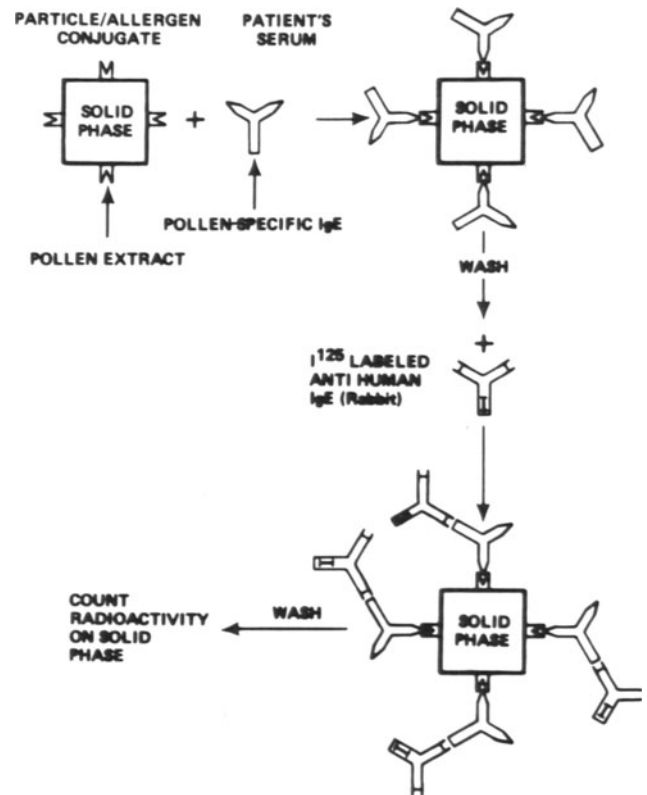 PARTICLE/ALLERGEN
CONJUGATE
PATIENT'S
SERUM
SOLID
PHASE
+
SOLID
PHASE
POLLEN-SPECIFIC IgE
POLLEN EXTRACT
WASH
+
I125 LABELED
ANTI HUMAN
IgE (Rabbit)
COUNT
RADIOACTIVITY
ON SOLID
PHASE
WASH
SOLID
PHASE